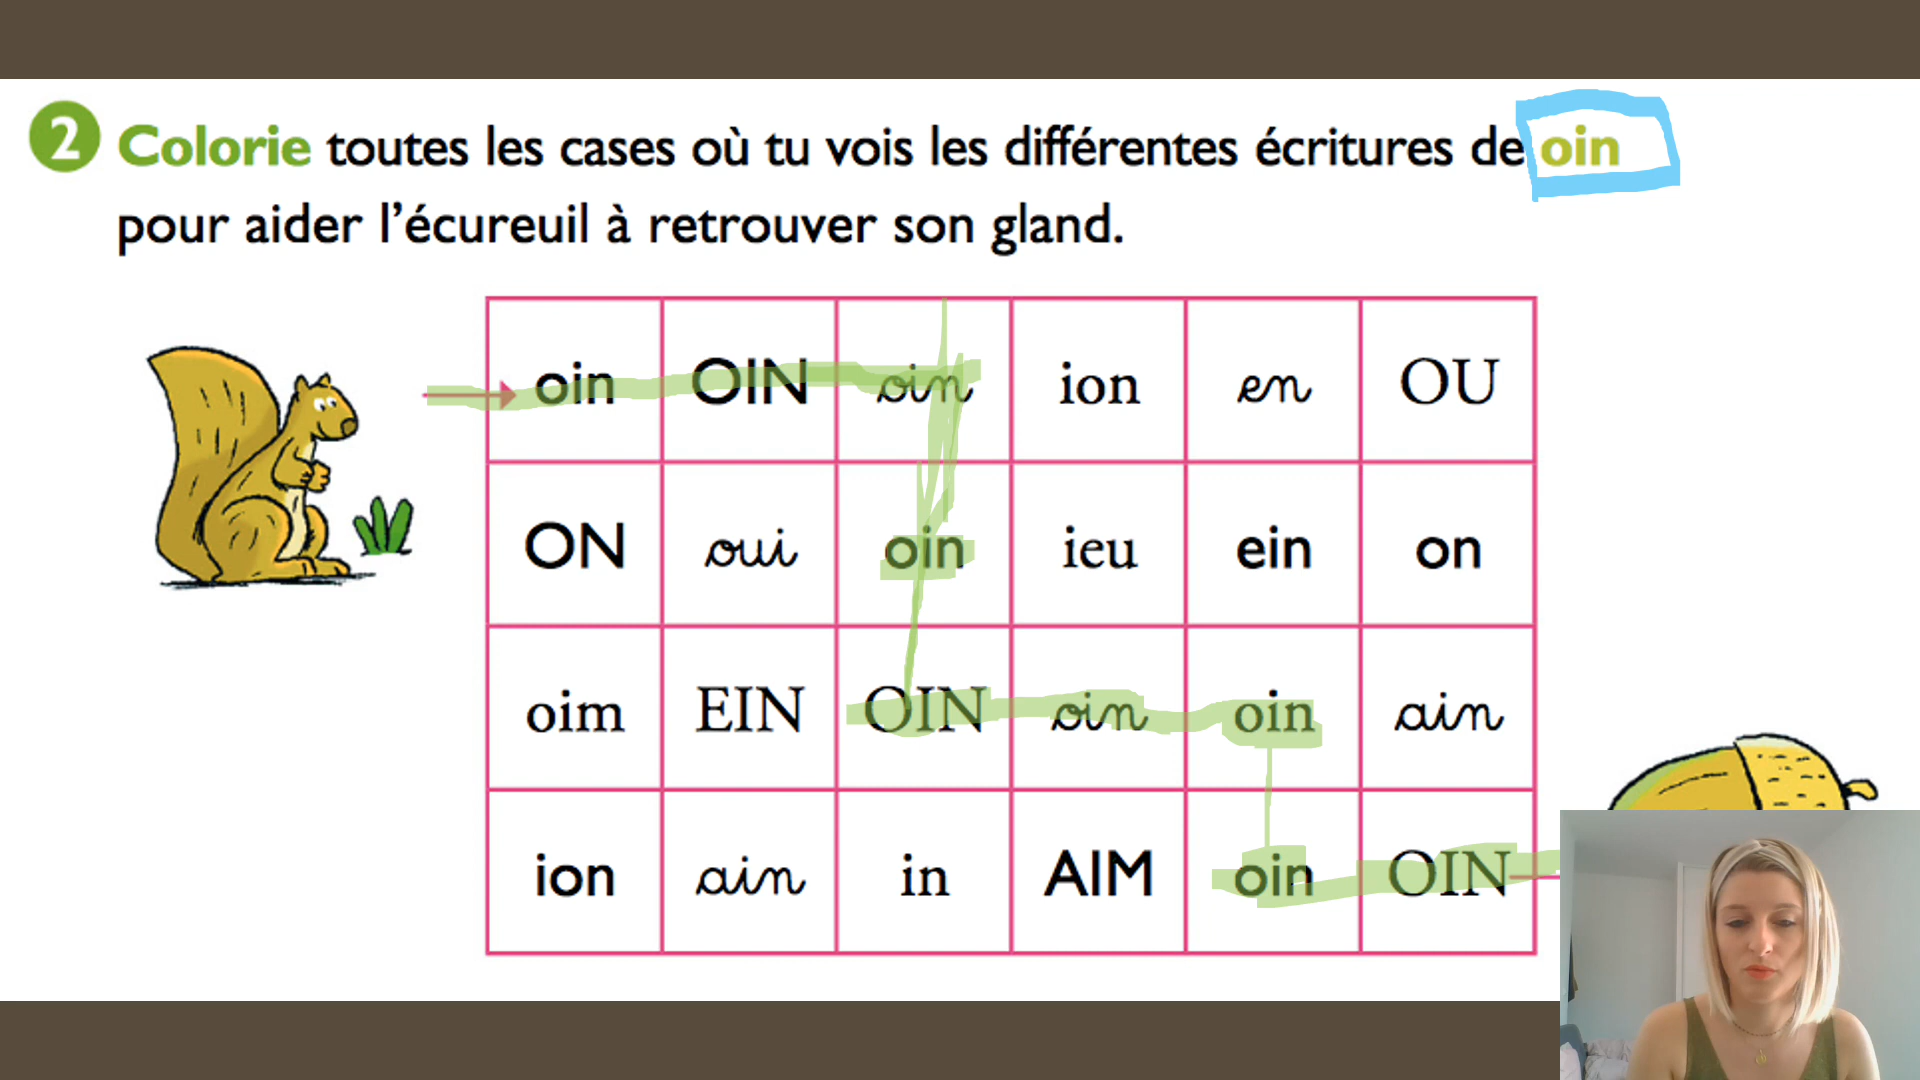 2 Colorie toutes les cases où tu vois les différentes écritures de oin
pour aider l'écureuil à retrouver son gland.
oin OIN oin ion en OU
ON oui oin ieu ein on
oim EIN OIN oin oin ain
ion ain in AIM oin OIN